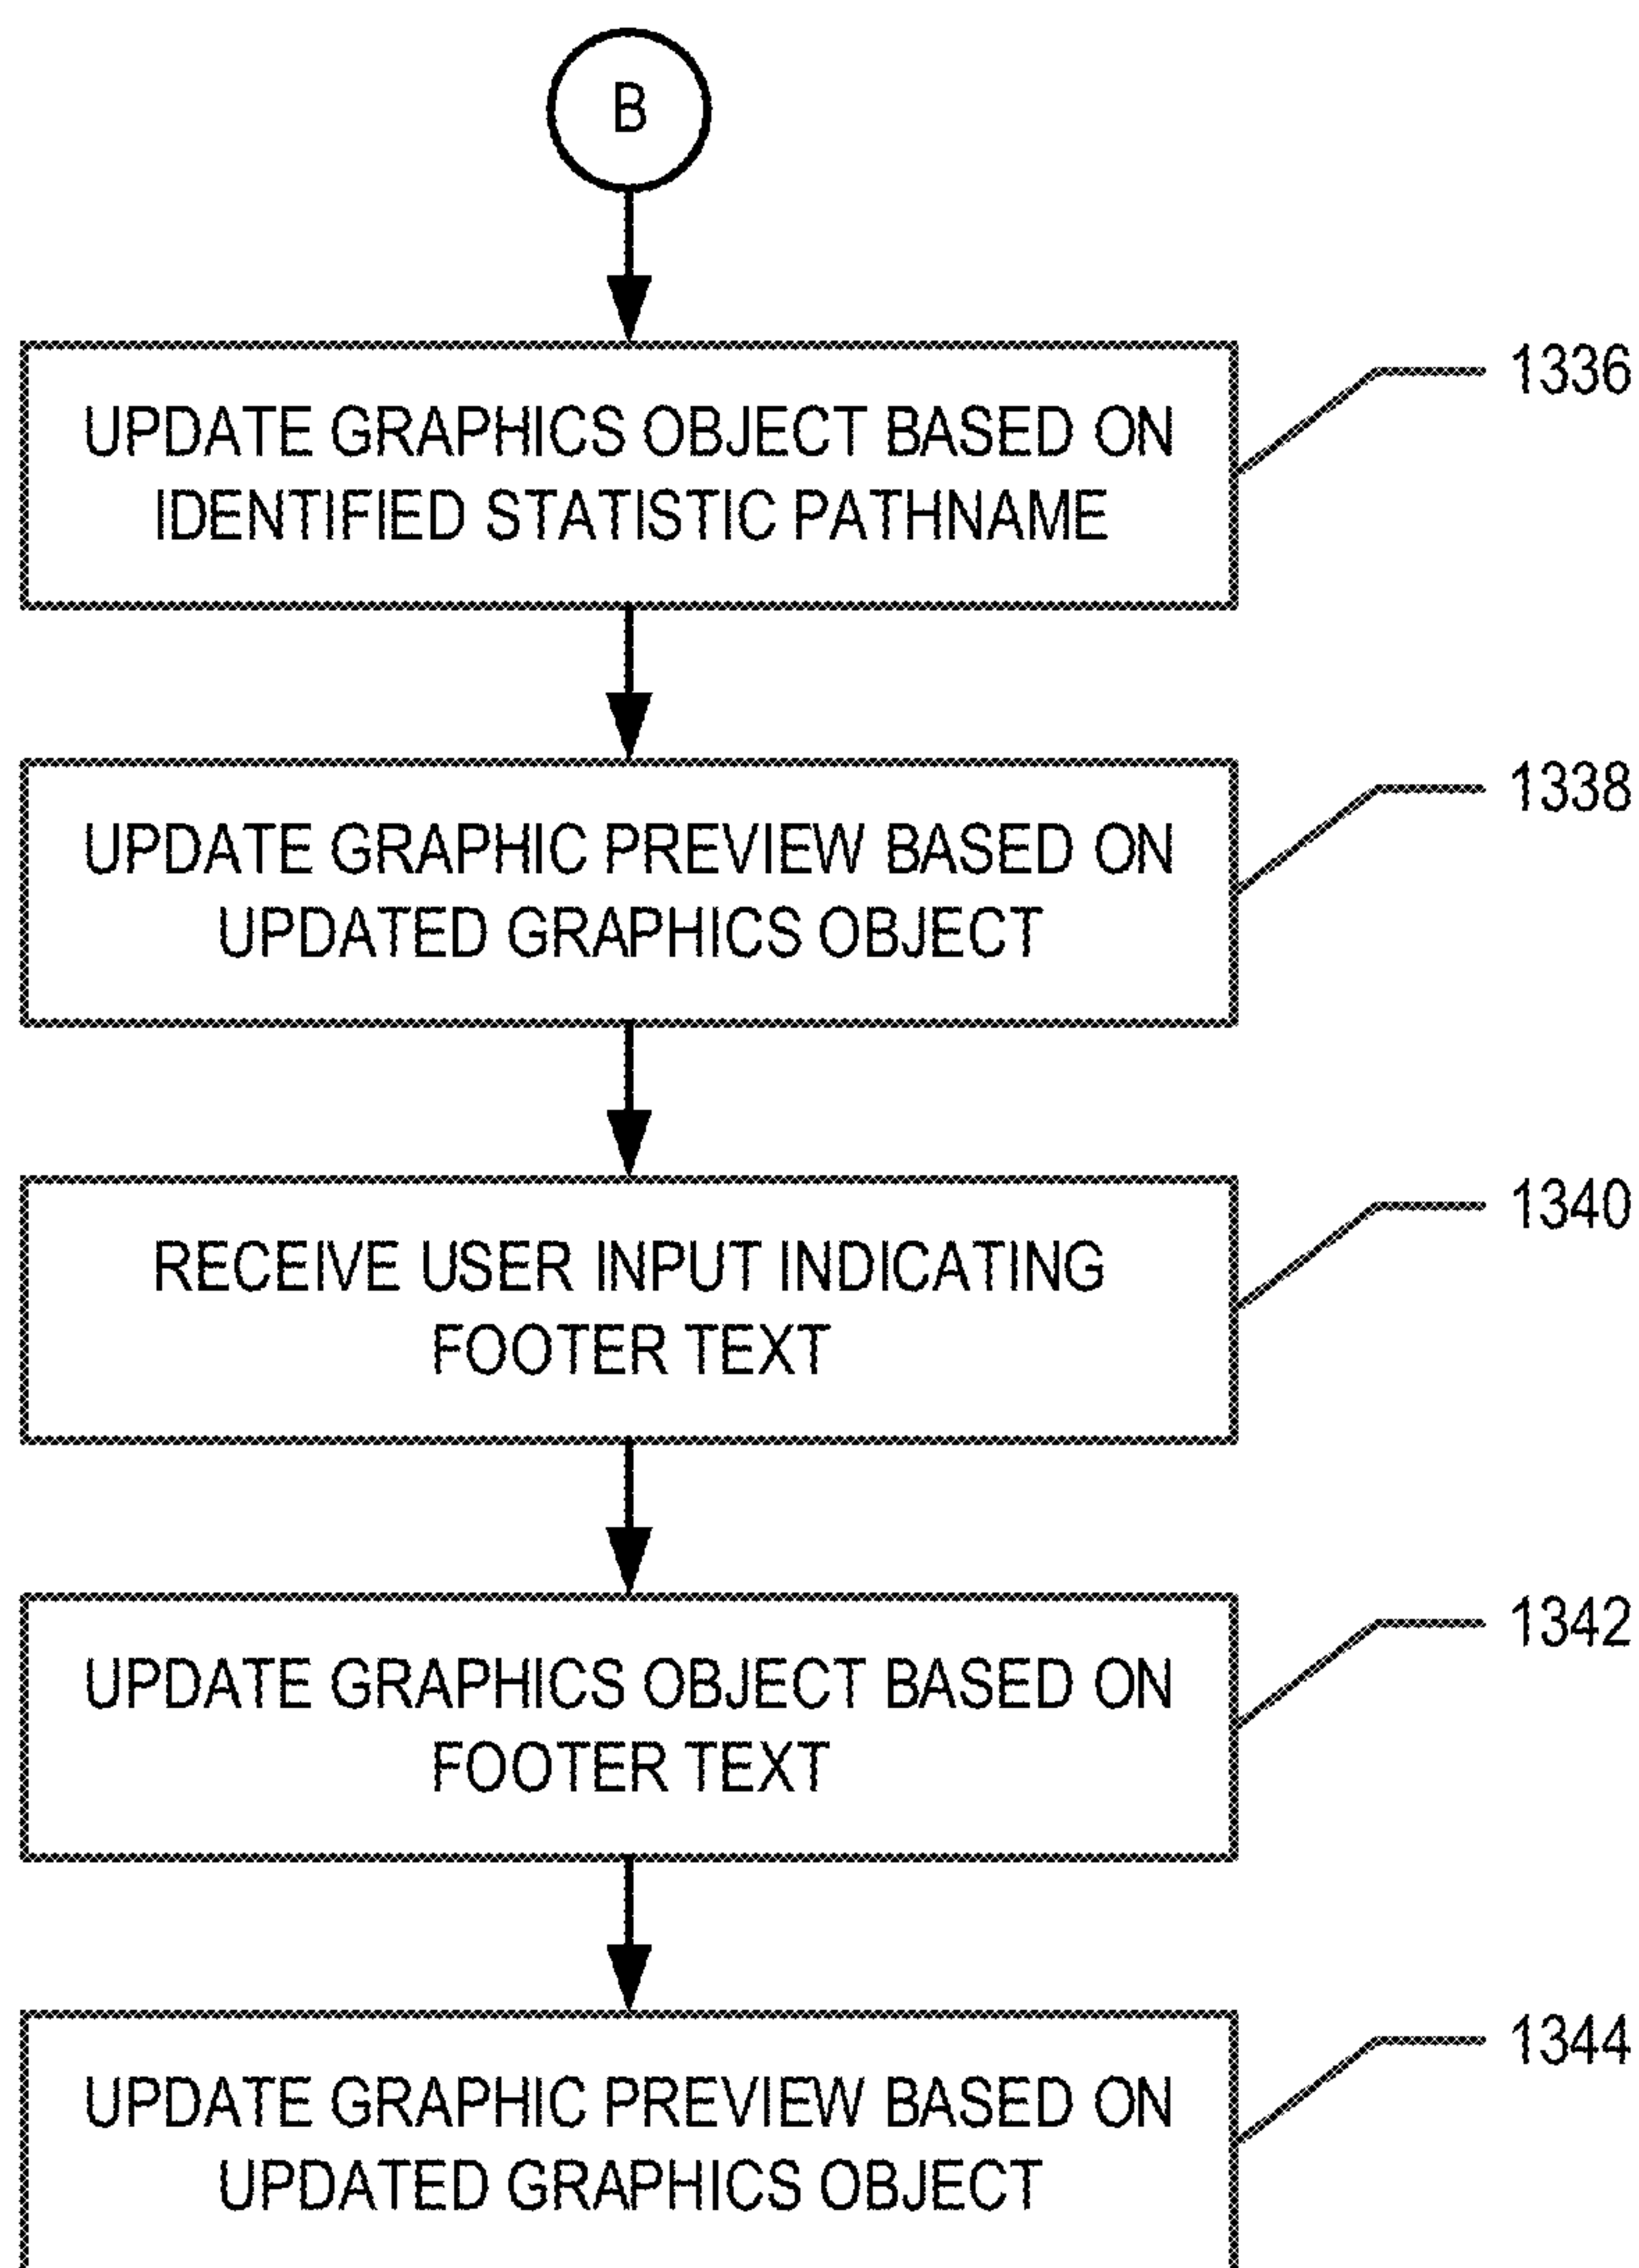 B
UPDATE GRAPHICS OBJECT BASED ON
IDENTIFIED STATISTIC PATHNAME
1336
UPDATE GRAPHIC PREVIEW BASED ON
UPDATED GRAPHICS OBJECT
1338
RECEIVE USER INPUT INDICATING
FOOTER TEXT
1340
UPDATE GRAPHICS OBJECT BASED ON
FOOTER TEXT
1342
UPDATE GRAPHIC PREVIEW BASED ON
UPDATED GRAPHICS OBJECT
1344